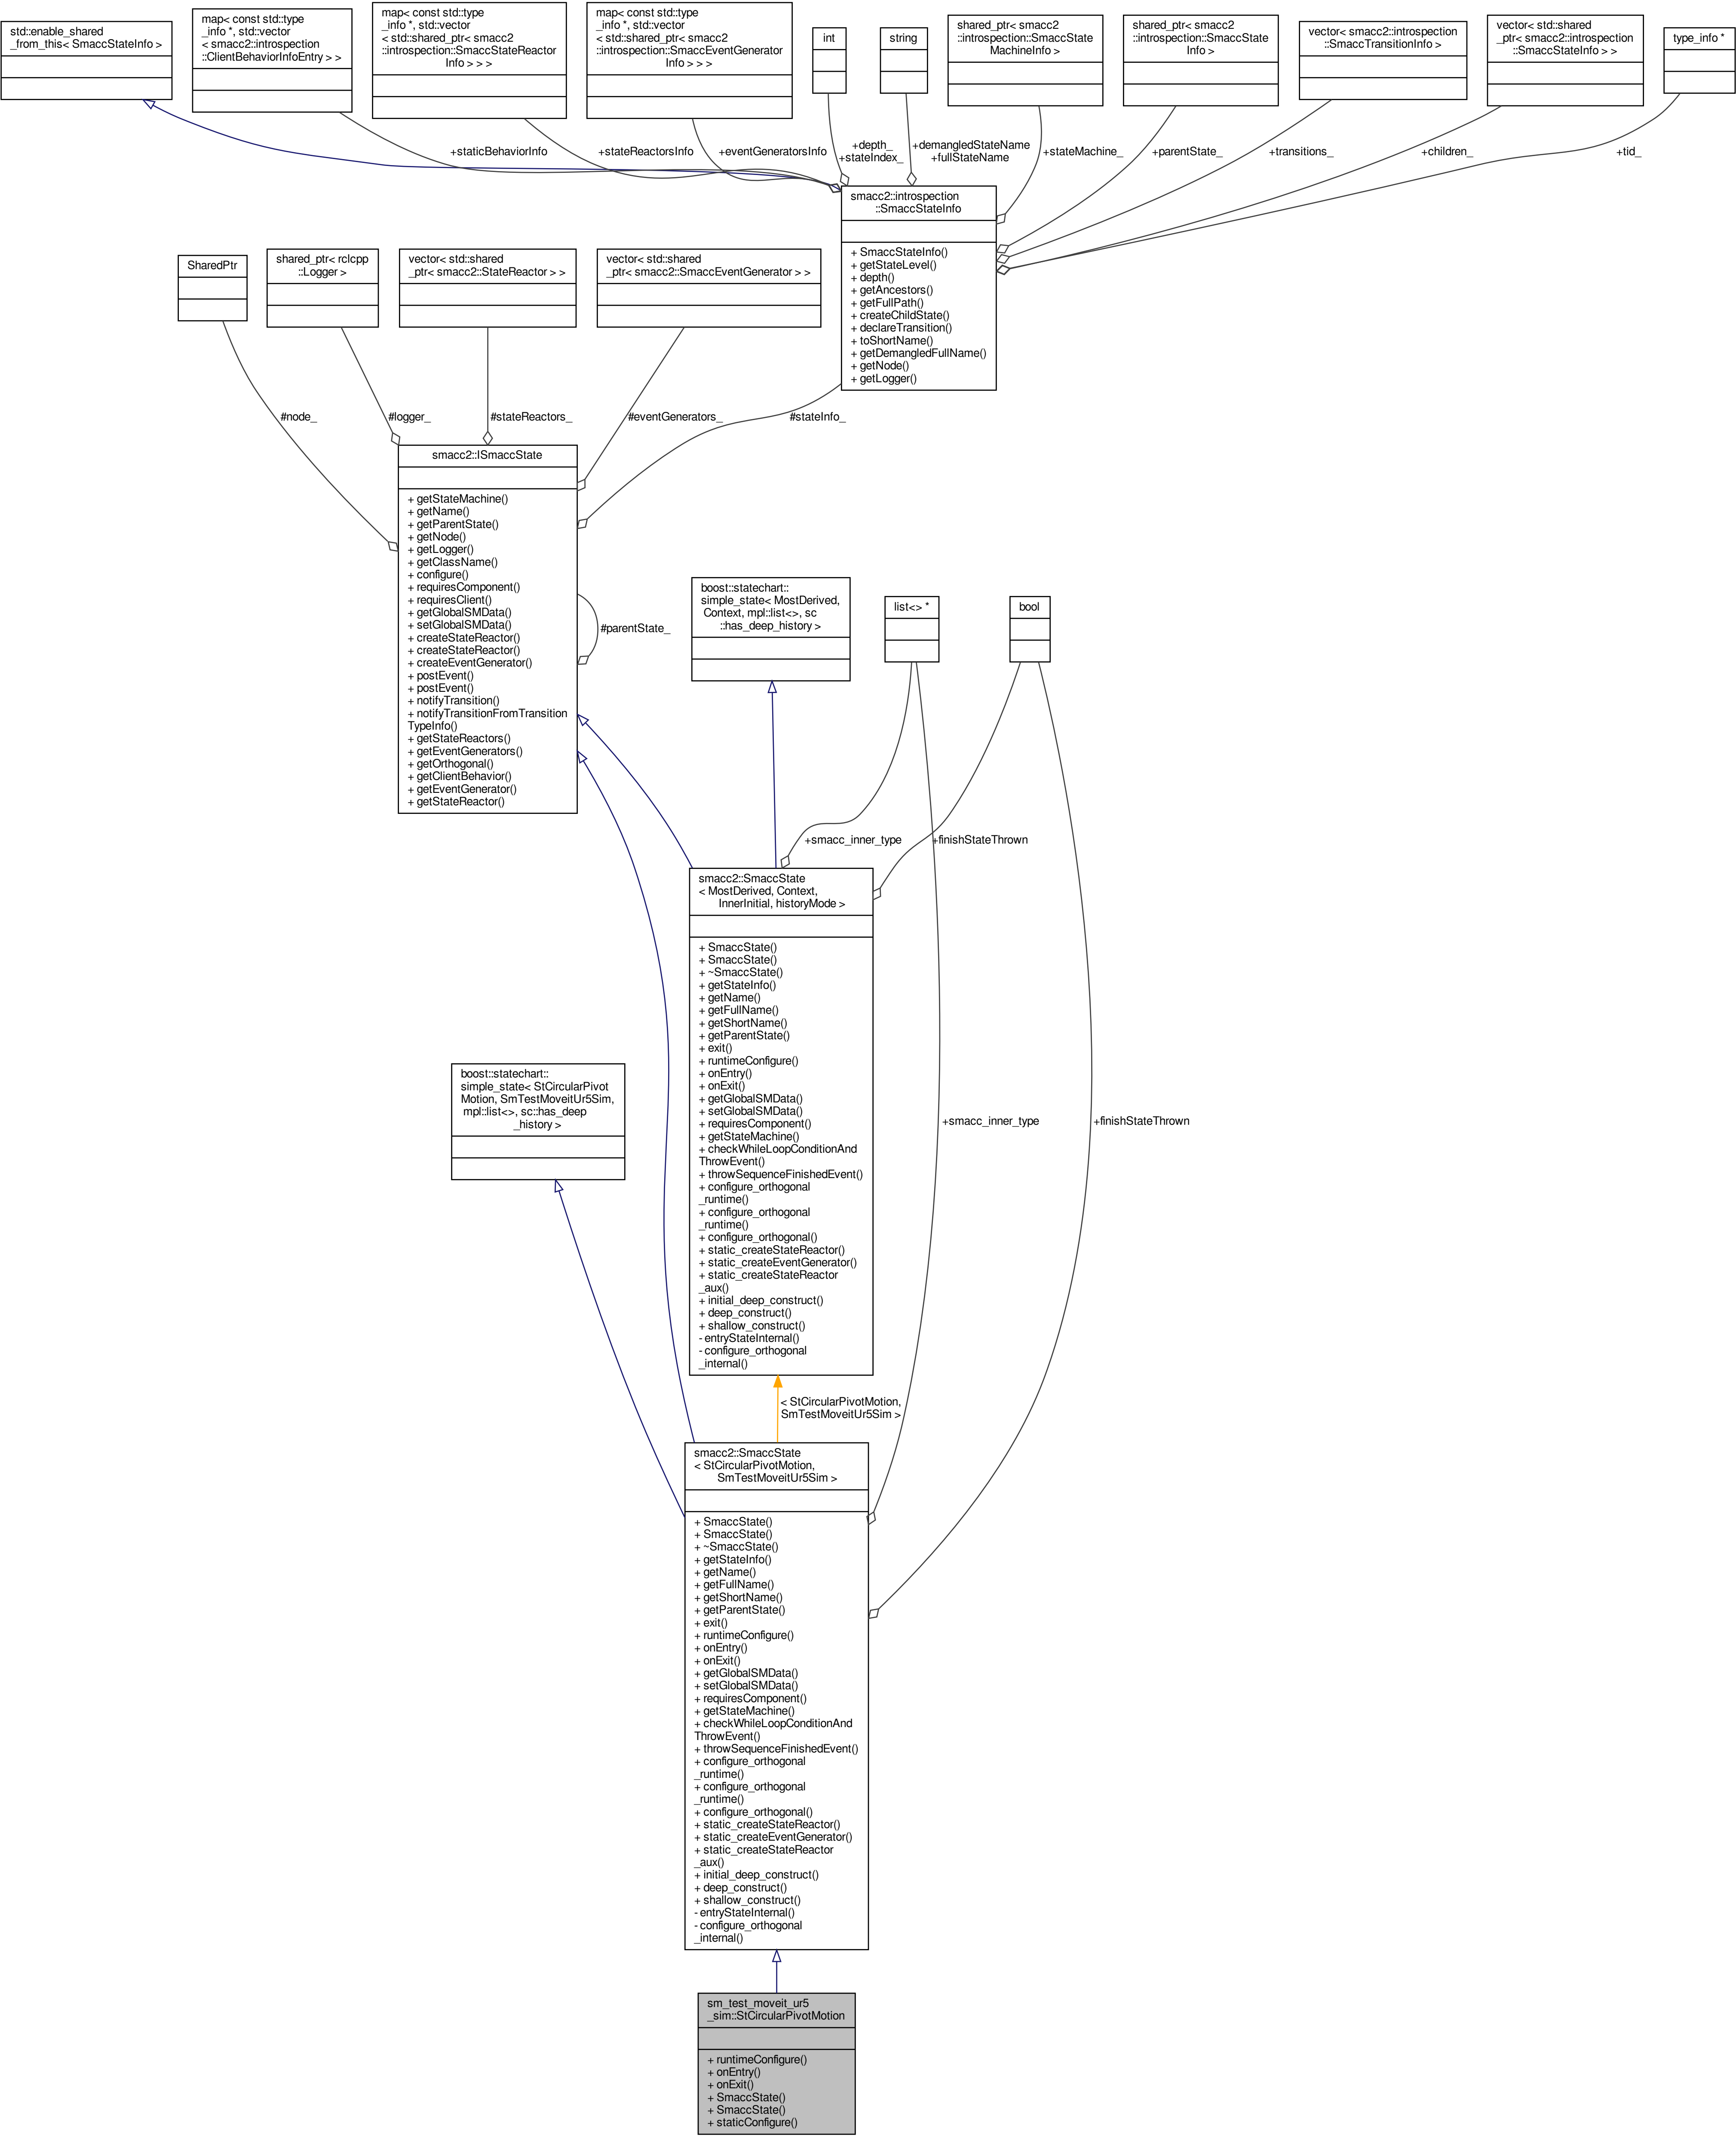 std::enable_shared
_from_this< SmaccStateInfo >
map< const std::type
_info *, std::vector
< smacc2::introspection
::ClientBehaviorInfoEntry > >
map< const std::type
_info *, std::vector
< std::shared_ptr< smacc2
::introspection::SmaccStateReactor
Info > > >
map< const std::type
_info *, std::vector
< std::shared_ptr< smacc2
::introspection::SmaccEventGenerator
Info > > >
int
string
shared_ptr< smacc2
::introspection::SmaccState
MachineInfo >
shared_ptr< smacc2
::introspection::SmaccState
Info >
vector< smacc2::introspection
::SmaccTransitionInfo >
vector< std::shared
_ptr< smacc2::introspection
::SmaccStateInfo > >
type_info *
+staticBehaviorInfo
+stateReactorsInfo
+eventGeneratorsInfo
+depth_
+stateIndex_
+demangledStateName
+fullStateName
+stateMachine_
+parentState_
+transitions_
+children_
+tid_
smacc2::introspection
::SmaccStateInfo
+ SmaccStateInfo()
+ getStateLevel()
+ depth()
+ getAncestors()
+ getFullPath()
+ createChildState()
+ declareTransition()
+ toShortName()
+ getDemangledFullName()
+ getNode()
+ getLogger()
SharedPtr
shared_ptr< rclcpp
::Logger >
vector< std::shared
_ptr< smacc2::StateReactor > >
vector< std::shared
_ptr< smacc2::SmaccEventGenerator > >
#node_
#logger_
#stateReactors_
#eventGenerators_
#stateInfo_
smacc2::ISmaccState
+ getStateMachine()
+ getName()
+ getParentState()
+ getNode()
+ getLogger()
+ getClassName()
+ configure()
+ requiresComponent()
+ requiresClient()
+ getGlobalSMData()
+ setGlobalSMData()
+ createStateReactor()
+ createStateReactor()
+ createEventGenerator()
+ postEvent()
+ postEvent()
+ notifyTransition()
+ notifyTransitionFromTransition
TypeInfo()
+ getStateReactors()
+ getEventGenerators()
+ getOrthogonal()
+ getClientBehavior()
+ getEventGenerator()
+ getStateReactor()
#parentState_
boost::statechart::
simple_state< MostDerived,
Context, mpl::list<>, sc
::has_deep_history >
list<> *
bool
+smacc_inner_type
+finishStateThrown
smacc2::SmaccState
< MostDerived, Context,
InnerInitial, historyMode >
+ SmaccState()
+ SmaccState()
+ ~SmaccState()
+ getStateInfo()
+ getName()
+ getFullName()
+ getShortName()
+ getParentState()
+ exit()
+ runtimeConfigure()
+ onEntry()
+ onExit()
+ getGlobalSMData()
+ setGlobalSMData()
+ requiresComponent()
+ getStateMachine()
+ checkWhileLoopConditionAnd
ThrowEvent()
+ throwSequenceFinishedEvent()
+ configure_orthogonal
_runtime()
+ configure_orthogonal
_runtime()
+ configure_orthogonal()
+ static_createStateReactor()
+ static_createEventGenerator()
+ static_createStateReactor
_aux()
+ initial_deep_construct()
+ deep_construct()
+ shallow_construct()
- entryStateInternal()
- configure_orthogonal
_internal()
boost::statechart::
simple_state< StCircularPivot
Motion, SmTestMoveitUr5Sim,
mpl::list<>, sc::has_deep
_history >
+smacc_inner_type
+finishStateThrown
< StCircularPivotMotion,
SmTestMoveitUr5Sim >
smacc2::SmaccState
< StCircularPivotMotion,
SmTestMoveitUr5Sim >
+ SmaccState()
+ SmaccState()
+ ~SmaccState()
+ getStateInfo()
+ getName()
+ getFullName()
+ getShortName()
+ getParentState()
+ exit()
+ runtimeConfigure()
+ onEntry()
+ onExit()
+ getGlobalSMData()
+ setGlobalSMData()
+ requiresComponent()
+ getStateMachine()
+ checkWhileLoopConditionAnd
ThrowEvent()
+ throwSequenceFinishedEvent()
+ configure_orthogonal
_runtime()
+ configure_orthogonal
_runtime()
+ configure_orthogonal()
+ static_createStateReactor()
+ static_createEventGenerator()
+ static_createStateReactor
_aux()
+ initial_deep_construct()
+ deep_construct()
+ shallow_construct()
- entryStateInternal()
- configure_orthogonal
_internal()
sm_test_moveit_ur5
_sim::StCircularPivotMotion
+ runtimeConfigure()
+ onEntry()
+ onExit()
+ SmaccState()
+ SmaccState()
+ staticConfigure()